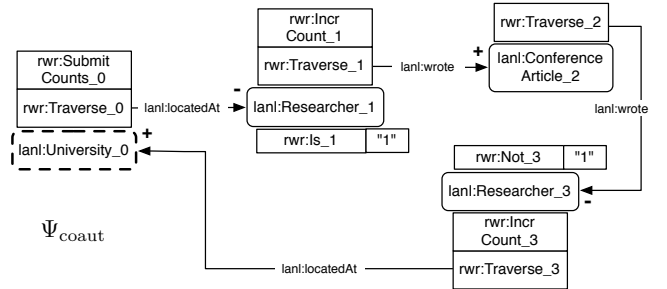 rwr:Submit
Counts_0
rwr:Traverse_0
lanl:locatedAt
-
+
lanl:University_0
rwr:Incr
Count_1
rwr:Traverse_1
lanl:wrote
+
lanl:Researcher_1
rwr:Is_1 "1"
rwr:Traverse_2
lanl:Conference
Article_2
lanl:wrote
rwr:Not_3 "1"
lanl:Researcher_3
-
rwr:Incr
Count_3
rwr:Traverse_3
lanl:locatedAt
Ψcoaut